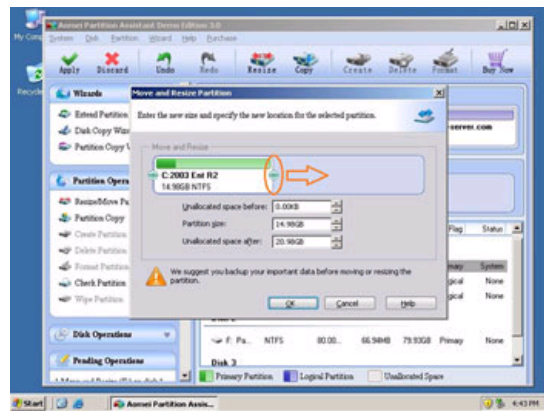 Aomei Partition Assistant Demo Edition 3.0
System Disk Partition Wizard Help Purchase
Apply Discard Undo Redo Resize Copy Create Delete Format Buy Now
My Comp
Recycle
Wizards
Extend Partition
Disk Copy Wiza
Partition Copy W
Partition Opera
Resize/Move Pa
Partition Copy
Create Partition
Delete Partition
Format Partition
Check Partition
Wipe Partition
Disk Operations
Pending Operations
Move and Resize Partition
Enter the new size and specify the new location for the selected partition.
Move and Resize
C:2003 Ent R2
14.98GB NTFS
Unallocated space before: 0.00KB
Partition size: 14.98GB
Unallocated space after: 20.98GB
We suggest you backup your important data before moving or resizing the
partition.
OK Cancel Help
-server.com
Flag Status
System
None
None
F: Pa... NTFS 80.00... 66.94MB 79.93GB Primary None
Disk 3
Primary Partition Logical Partition Unallocated Space
Start Aomei Partition Assis... 4:43 PM